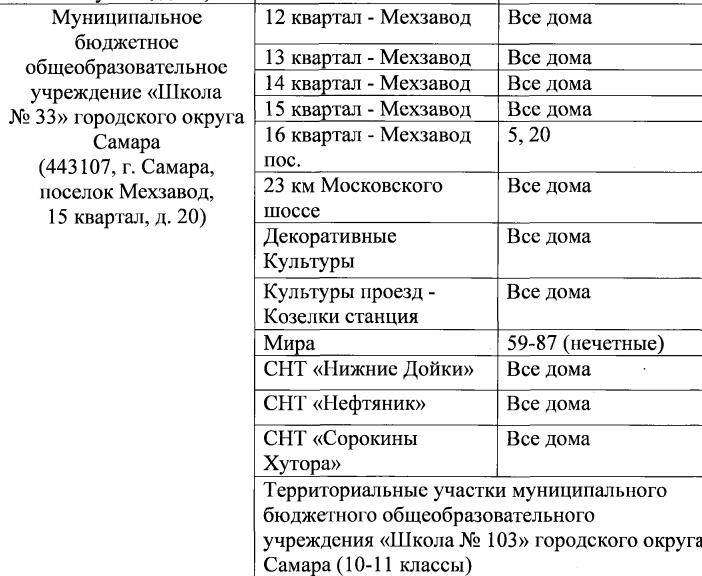 Муниципальное
бюджетное
общеобразовательное
учреждение «Школа
№ 33» городского округа
Самара
(443107, г. Самара,
поселок Мехзавод,
15 квартал, д. 20)
12 квартал - Мехзавод Все дома
13 квартал - Мехзавод Все дома
14 квартал - Мехзавод Все дома
15 квартал - Мехзавод Все дома
16 квартал - Мехзавод 5, 20
пос.
23 км Московского Все дома
шоссе
Декоративные Все дома
Культуры
Культуры проезд - Все дома
Козелки станция
Мира 59-87 (нечетные)
СНТ «Нижние Дойки» Все дома
СНТ «Нефтяник» Все дома
СНТ «Сорокины Все дома
Хутора»
Территориальные участки муниципального
бюджетного общеобразовательного
учреждения «Школа № 103» городского округа
Самара (10-11 классы)